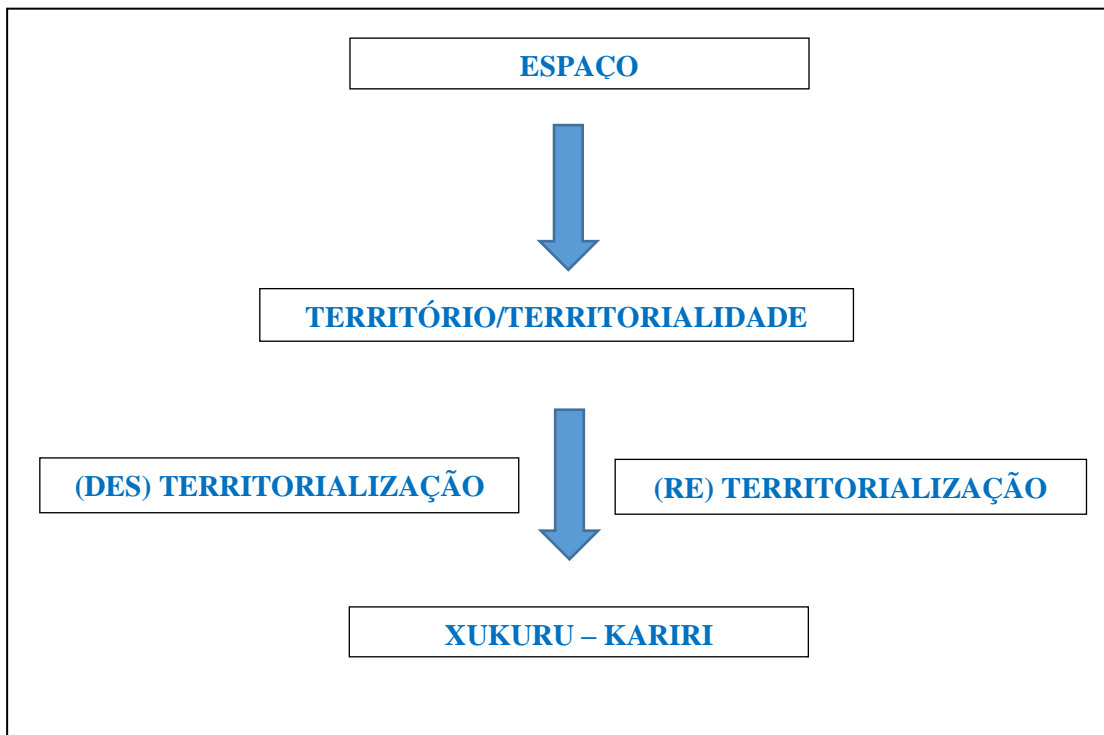 ESPAÇO
TERRITÓRIO/TERRITORIALIDADE
(DES) TERRITORIALIZAÇÃO
(RE) TERRITORIALIZAÇÃO
XUKURU – KARIRI